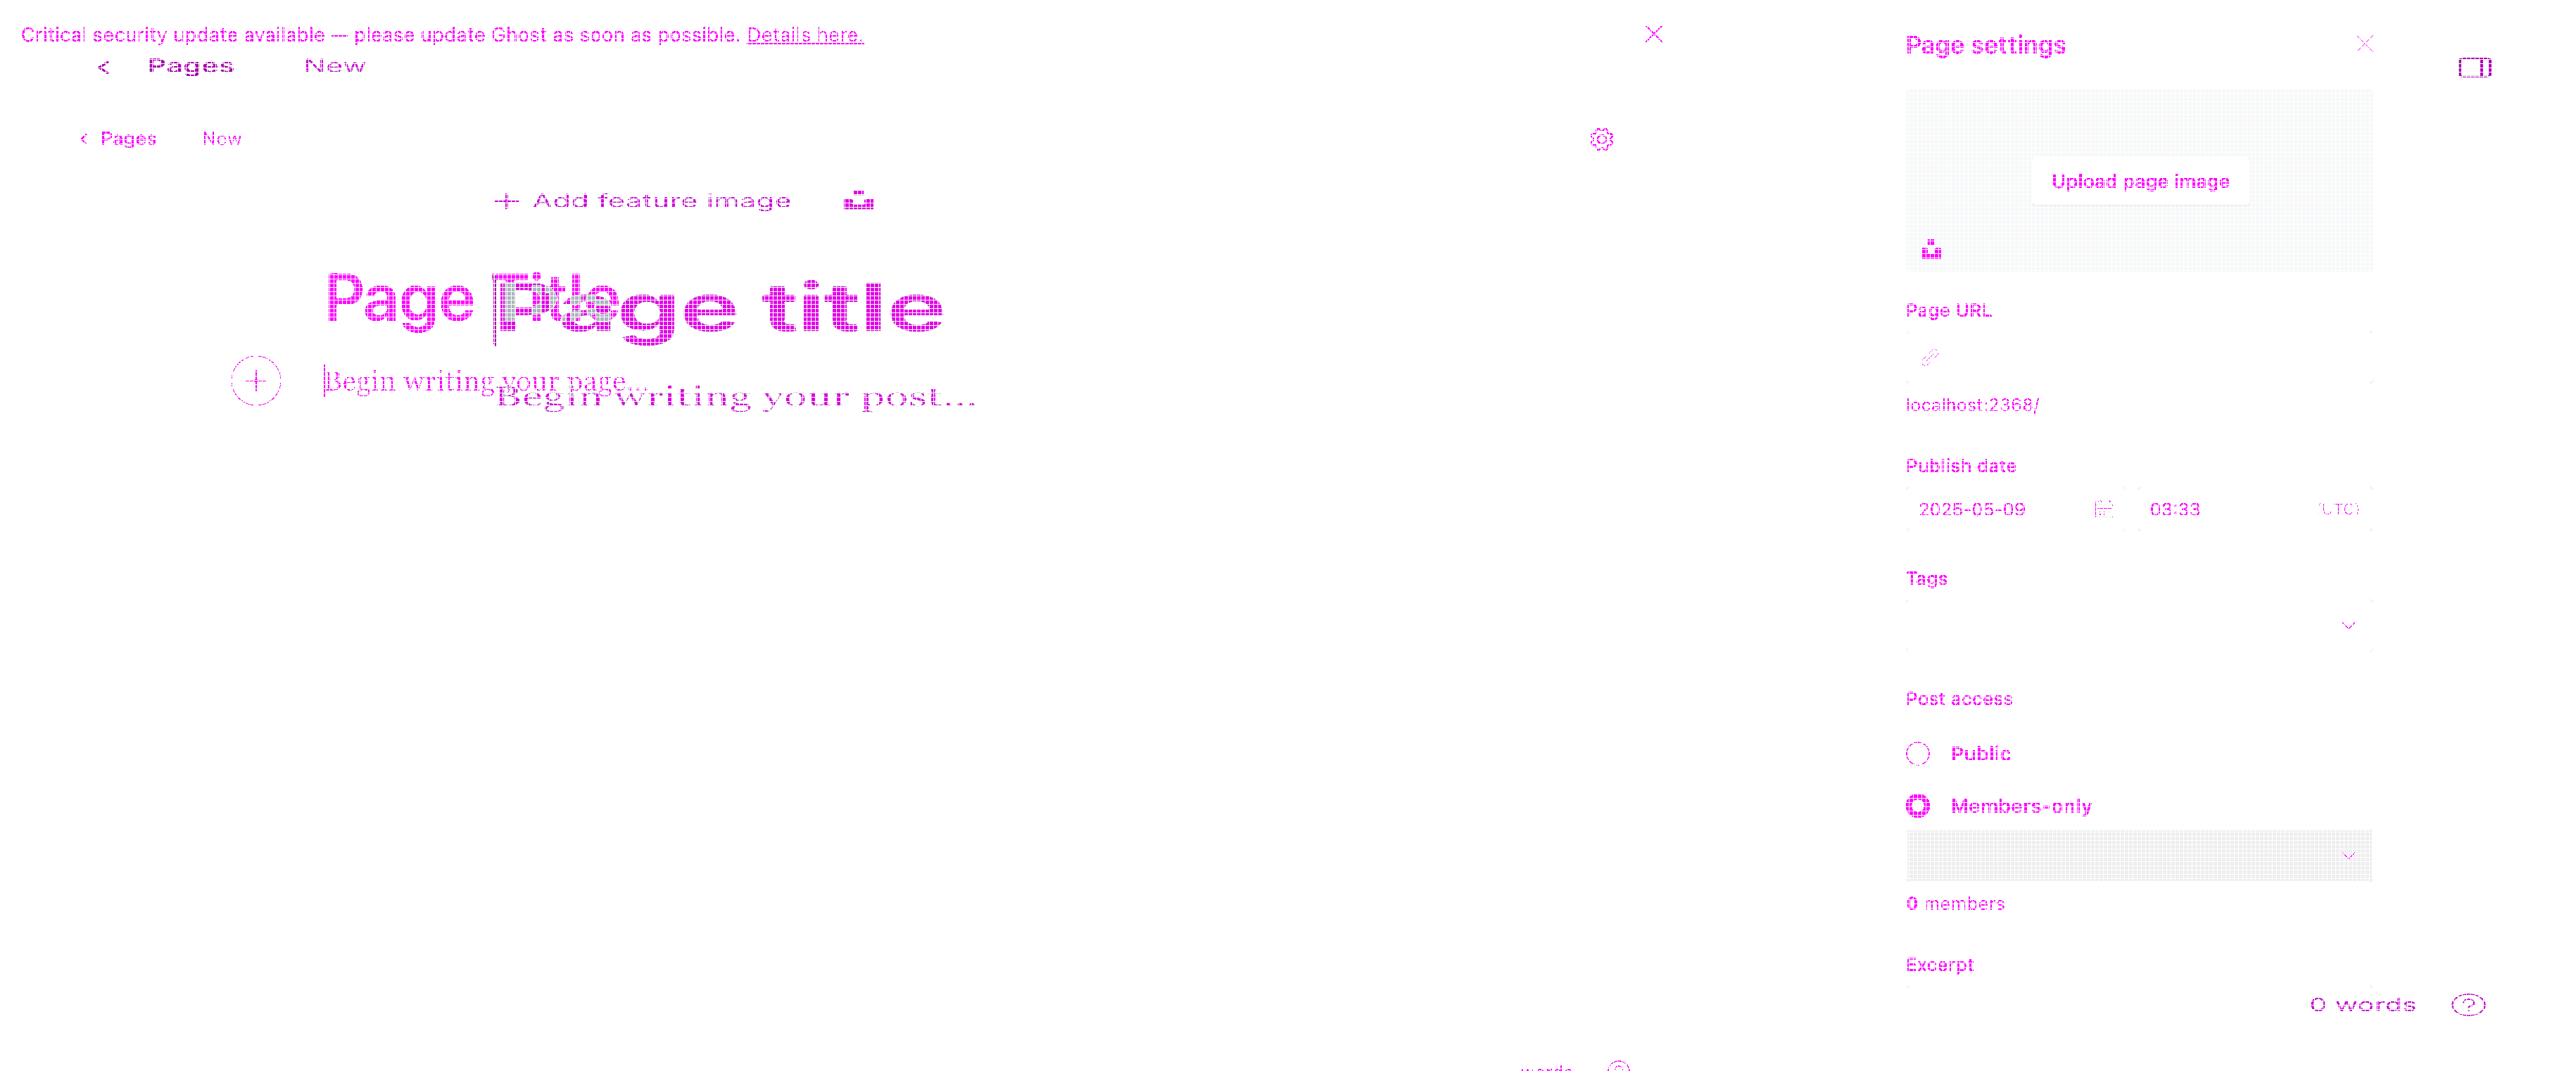 Critical security update available — please update Ghost as soon as possible. Details here.
Pages New
Pages New
+ Add feature image
Page Title
Page title
Begin writing your page...
Begin writing your post...
words
Page settings
Upload page image
Page URL
localhost:2368/
Publish date
2025-05-09 03:33 (UTC)
Tags
Post access
Public
Members-only
0 members
Excerpt
0 words ?